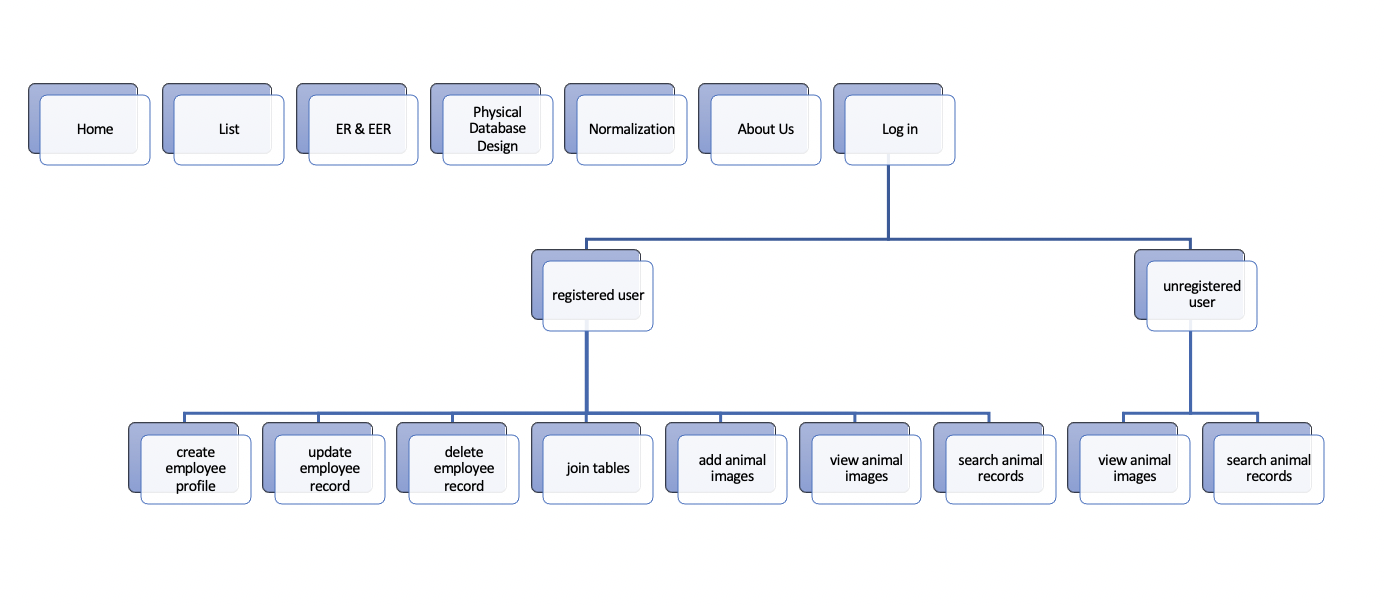 Home
List
ER & EER
Physical
Database
Design
Normalization
About Us
Log in
registered user
unregistered
user
create
employee
profile
update
employee
record
delete
employee
record
join tables
add animal
images
view animal
images
search animal
records
view animal
images
search animal
records